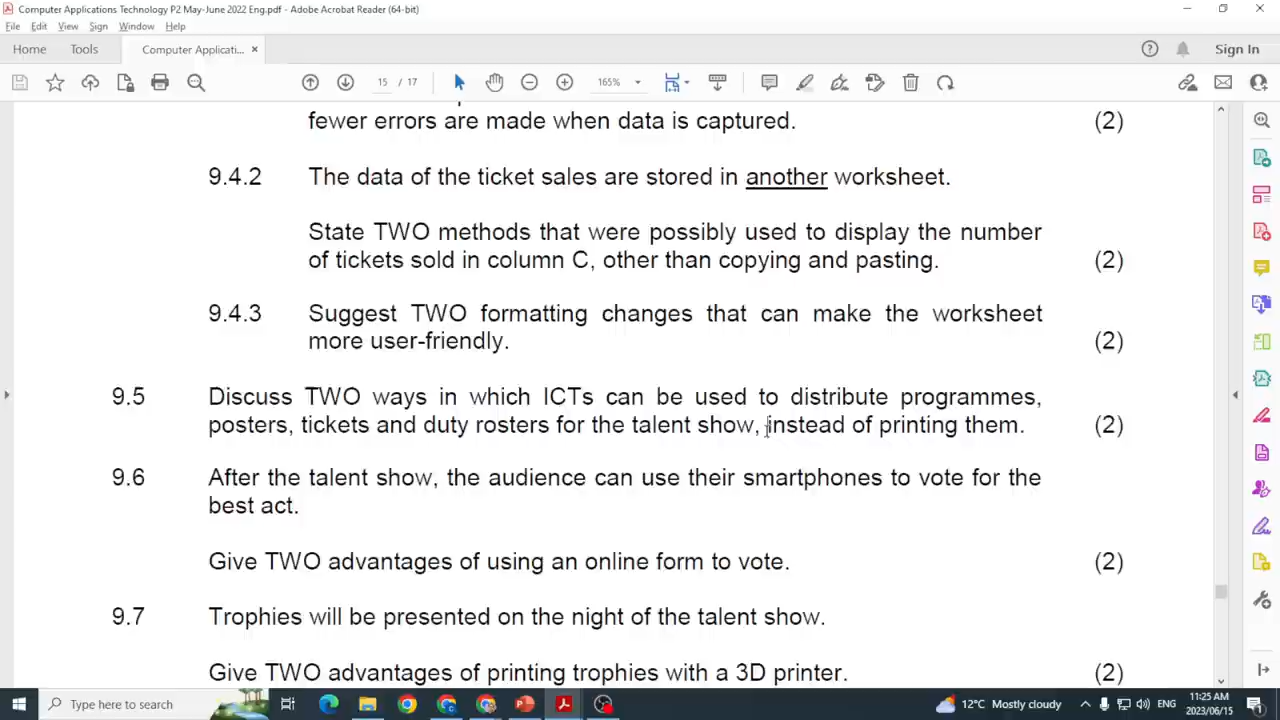 Computer Applications Technology P2 May-June 2022 Eng.pdf - Adobe Acrobat Reader (64-bit)
File Edit View Sign Window Help
Home Tools Computer Applicati... × Sign In
15 / 17 165%
fewer errors are made when data is captured. (2)
9.4.2 The data of the ticket sales are stored in another worksheet.
State TWO methods that were possibly used to display the number
of tickets sold in column C, other than copying and pasting. (2)
9.4.3 Suggest TWO formatting changes that can make the worksheet
more user-friendly. (2)
9.5 Discuss TWO ways in which ICTs can be used to distribute programmes,
posters, tickets and duty rosters for the talent show, instead of printing them. (2)
9.6 After the talent show, the audience can use their smartphones to vote for the
best act.
Give TWO advantages of using an online form to vote. (2)
9.7 Trophies will be presented on the night of the talent show.
Give TWO advantages of printing trophies with a 3D printer. (2)
Type here to search 12°C Mostly cloudy ENG 11:25 AM
2023/06/15